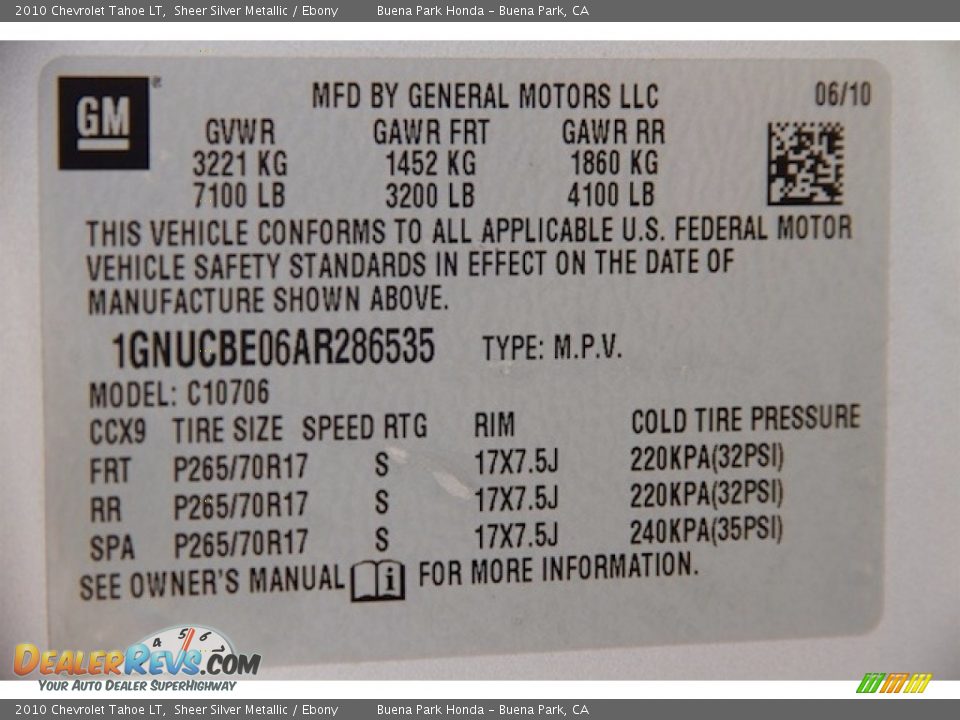 2010 Chevrolet Tahoe LT, Sheer Silver Metallic / Ebony Buena Park Honda - Buena Park, CA
GM ®
MFD BY GENERAL MOTORS LLC 06/10
GVWR GAWR FRT GAWR RR
3221 KG 1452 KG 1860 KG
7100 LB 3200 LB 4100 LB
THIS VEHICLE CONFORMS TO ALL APPLICABLE U.S. FEDERAL MOTOR
VEHICLE SAFETY STANDARDS IN EFFECT ON THE DATE OF
MANUFACTURE SHOWN ABOVE.
1GNUCBE06AR286535 TYPE: M.P.V.
MODEL: C10706
CCX9 TIRE SIZE SPEED RTG RIM COLD TIRE PRESSURE
FRT P265/70R17 S 17X7.5J 220KPA(32PSI)
RR P265/70R17 S 17X7.5J 220KPA(32PSI)
SPA P265/70R17 S 17X7.5J 240KPA(35PSI)
SEE OWNER'S MANUAL i FOR MORE INFORMATION.
4 5 6 7
DEALERREVS.COM
YOUR AUTO DEALER SUPERHIGHWAY
2010 Chevrolet Tahoe LT, Sheer Silver Metallic / Ebony Buena Park Honda - Buena Park, CA